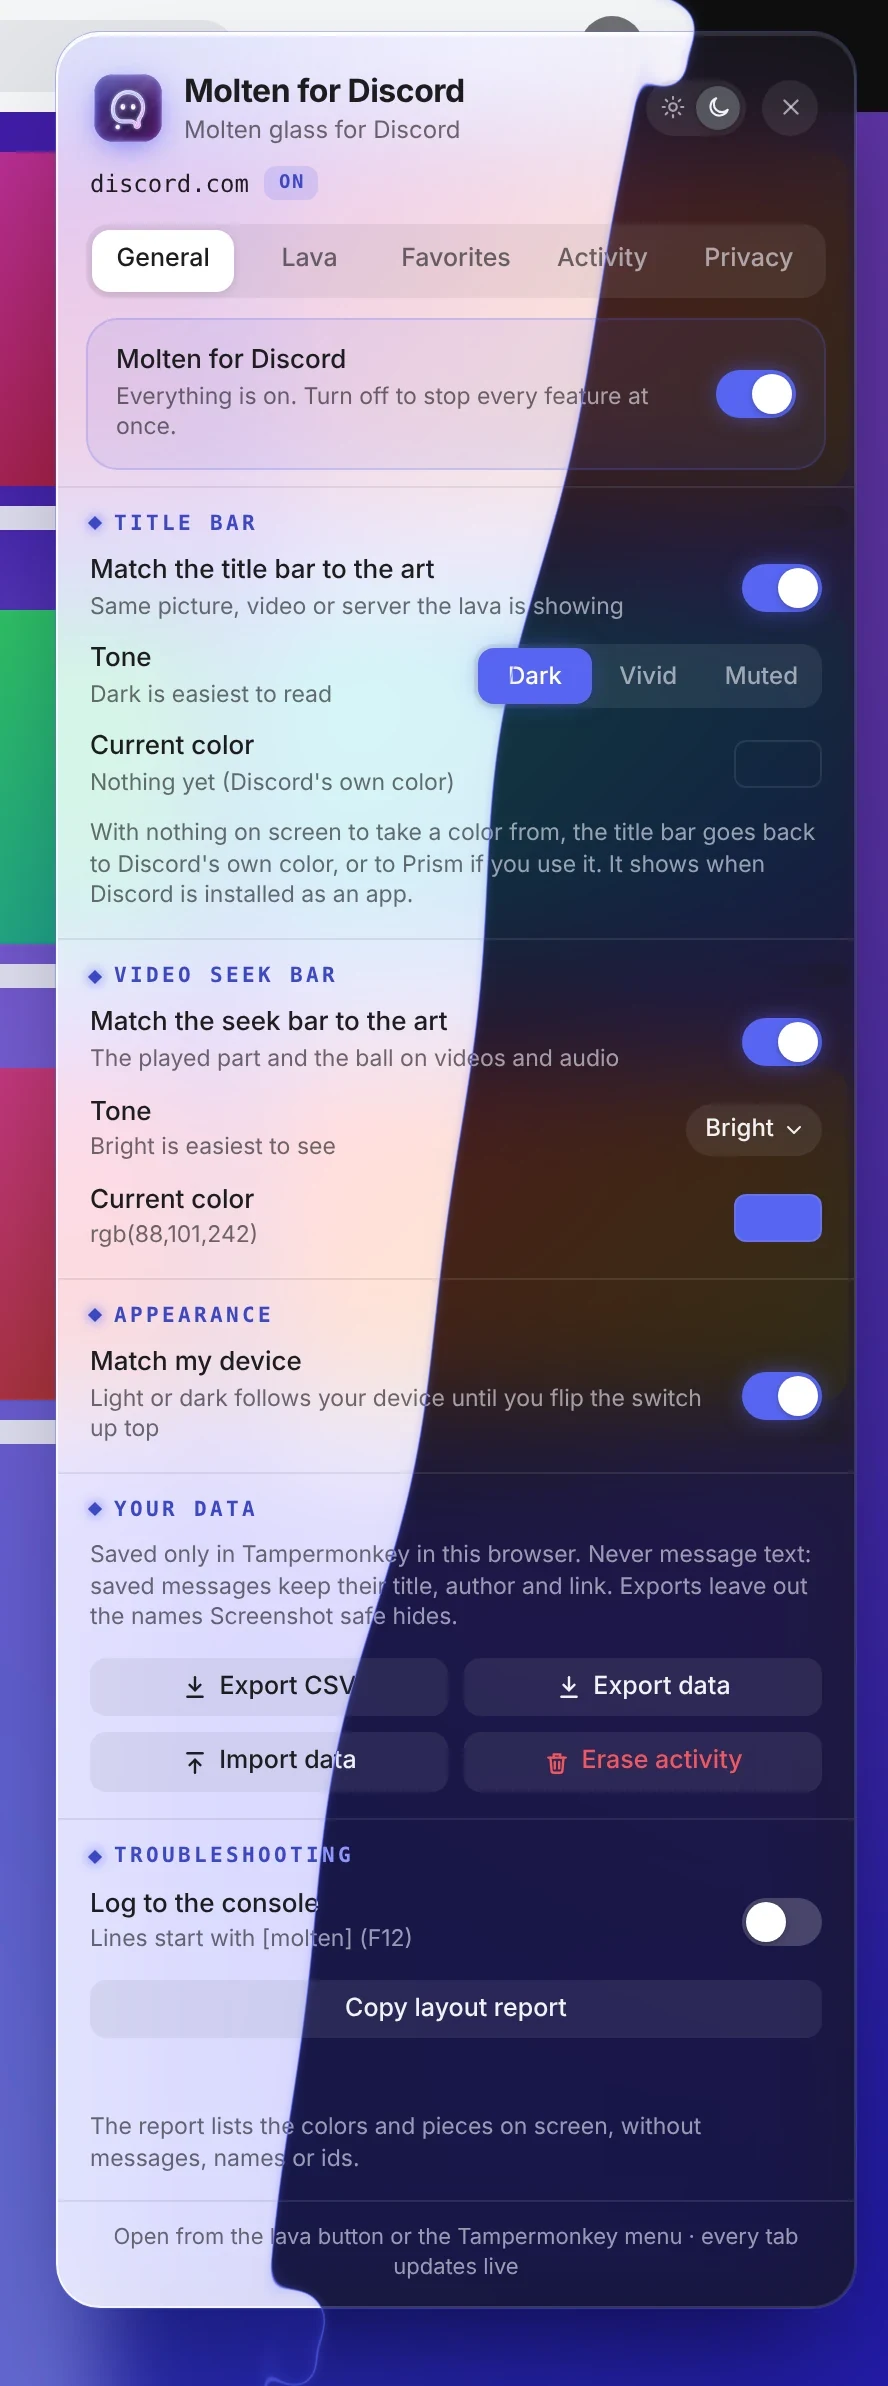 Molten for Discord
Molten glass for Discord
discord.com ON
General Lava Favorites Activity Privacy
Molten for Discord
Everything is on. Turn off to stop every feature at
once.
TITLE BAR
Match the title bar to the art
Same picture, video or server the lava is showing
Tone
Dark is easiest to read
Dark Vivid Muted
Current color
Nothing yet (Discord's own color)
With nothing on screen to take a color from, the title bar goes back
to Discord's own color, or to Prism if you use it. It shows when
Discord is installed as an app.
VIDEO SEEK BAR
Match the seek bar to the art
The played part and the ball on videos and audio
Tone
Bright is easiest to see
Bright
Current color
rgb(88,101,242)
APPEARANCE
Match my device
Light or dark follows your device until you flip the switch
up top
YOUR DATA
Saved only in Tampermonkey in this browser. Never message text:
saved messages keep their title, author and link. Exports leave out
the names Screenshot safe hides.
Export CSV Export data
Import data Erase activity
TROUBLESHOOTING
Log to the console
Lines start with [molten] (F12)
Copy layout report
The report lists the colors and pieces on screen, without
messages, names or ids.
Open from the lava button or the Tampermonkey menu · every tab
updates live